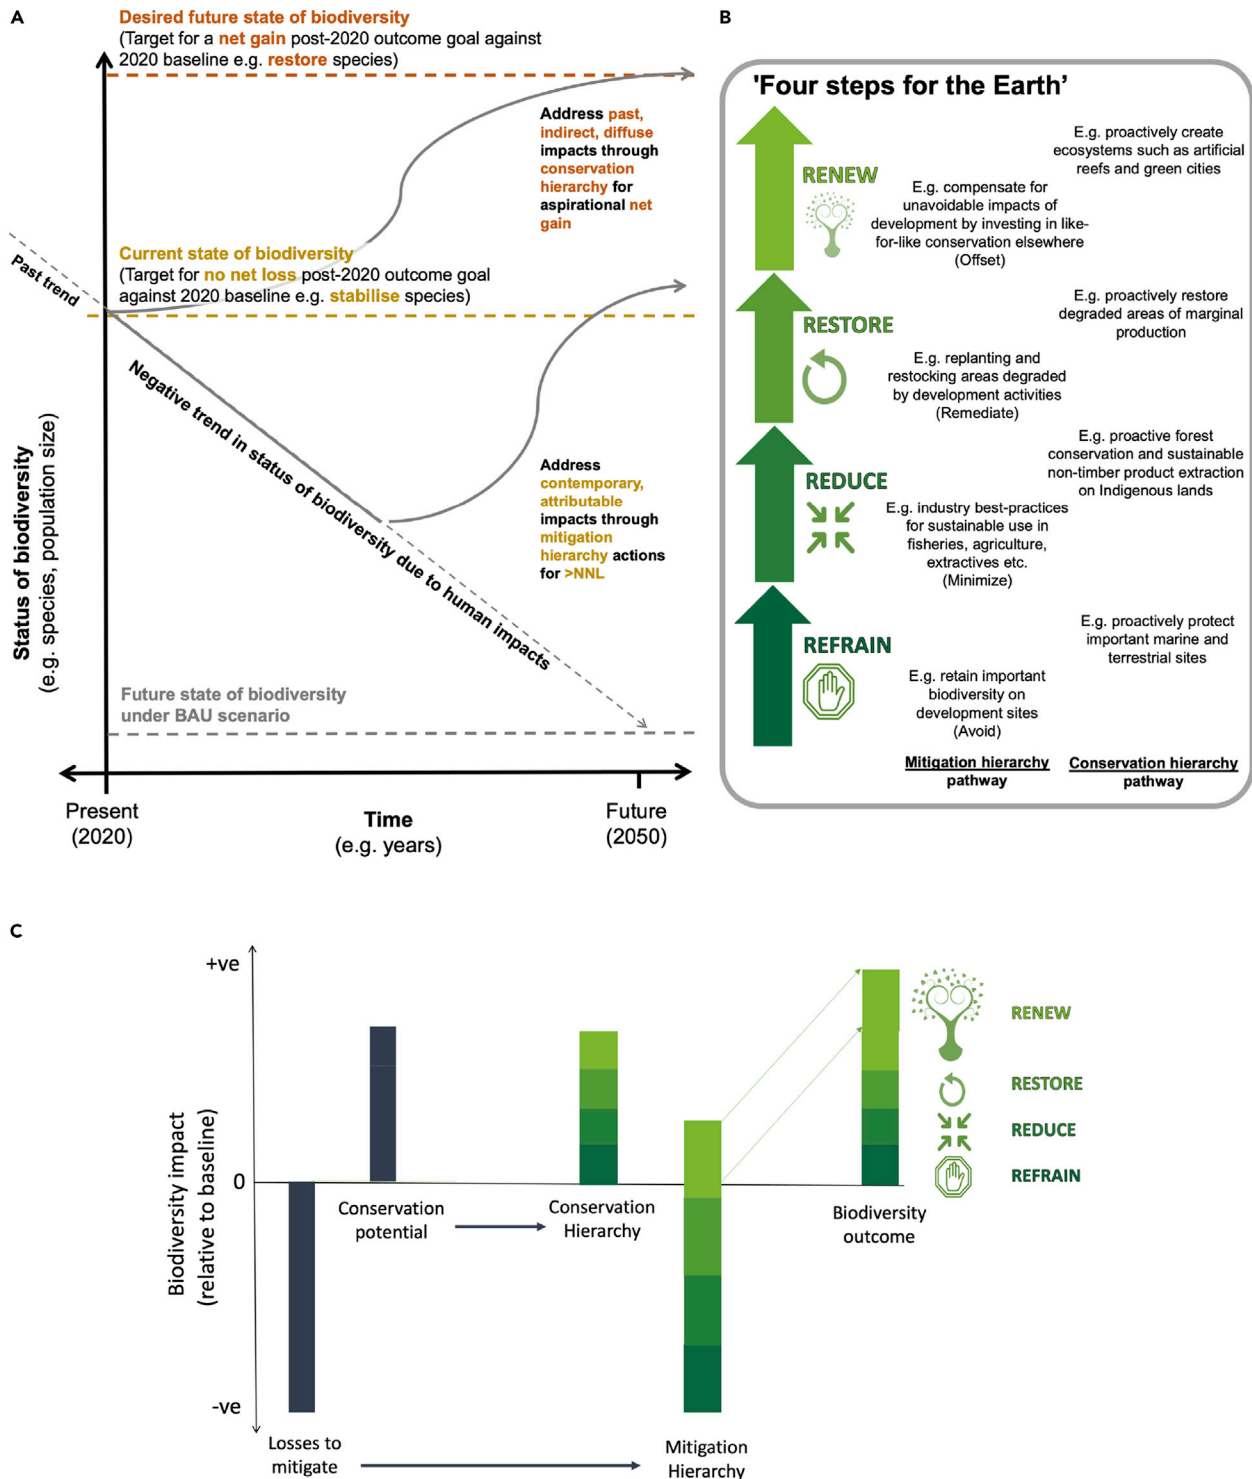 A
Desired future state of biodiversity
(Target for a net gain post-2020 outcome goal against
2020 baseline e.g. restore species)
Address past,
indirect, diffuse
impacts through
conservation
hierarchy for
aspirational net
gain
Past trend
Current state of biodiversity
(Target for no net loss post-2020 outcome goal
against 2020 baseline e.g. stabilise species)
Negative trend in status of biodiversity due to human impacts
Address
contemporary,
attributable
impacts through
mitigation
hierarchy actions
for >NNL
Status of biodiversity
(e.g. species, population size)
Future state of biodiversity
under BAU scenario
Present
(2020)
Time
(e.g. years)
Future
(2050)
B
'Four steps for the Earth’
RENEW
E.g. compensate for
unavoidable impacts of
development by investing in like-
for-like conservation elsewhere
(Offset)
E.g. proactively create
ecosystems such as artificial
reefs and green cities
RESTORE
E.g. replanting and
restocking areas degraded
by development activities
(Remediate)
E.g. proactively restore
degraded areas of marginal
production
REDUCE
E.g. industry best-practices
for sustainable use in
fisheries, agriculture,
extractives etc.
(Minimize)
E.g. proactive forest
conservation and sustainable
non-timber product extraction
on Indigenous lands
REFRAIN
E.g. retain important
biodiversity on
development sites
(Avoid)
E.g. proactively protect
important marine and
terrestrial sites
Mitigation hierarchy
pathway
Conservation hierarchy
pathway
C
+ve
0
-ve
Biodiversity impact
(relative to baseline)
Losses to
mitigate
Conservation
potential
Conservation
Hierarchy
Mitigation
Hierarchy
Biodiversity
outcome
RENEW
RESTORE
REDUCE
REFRAIN